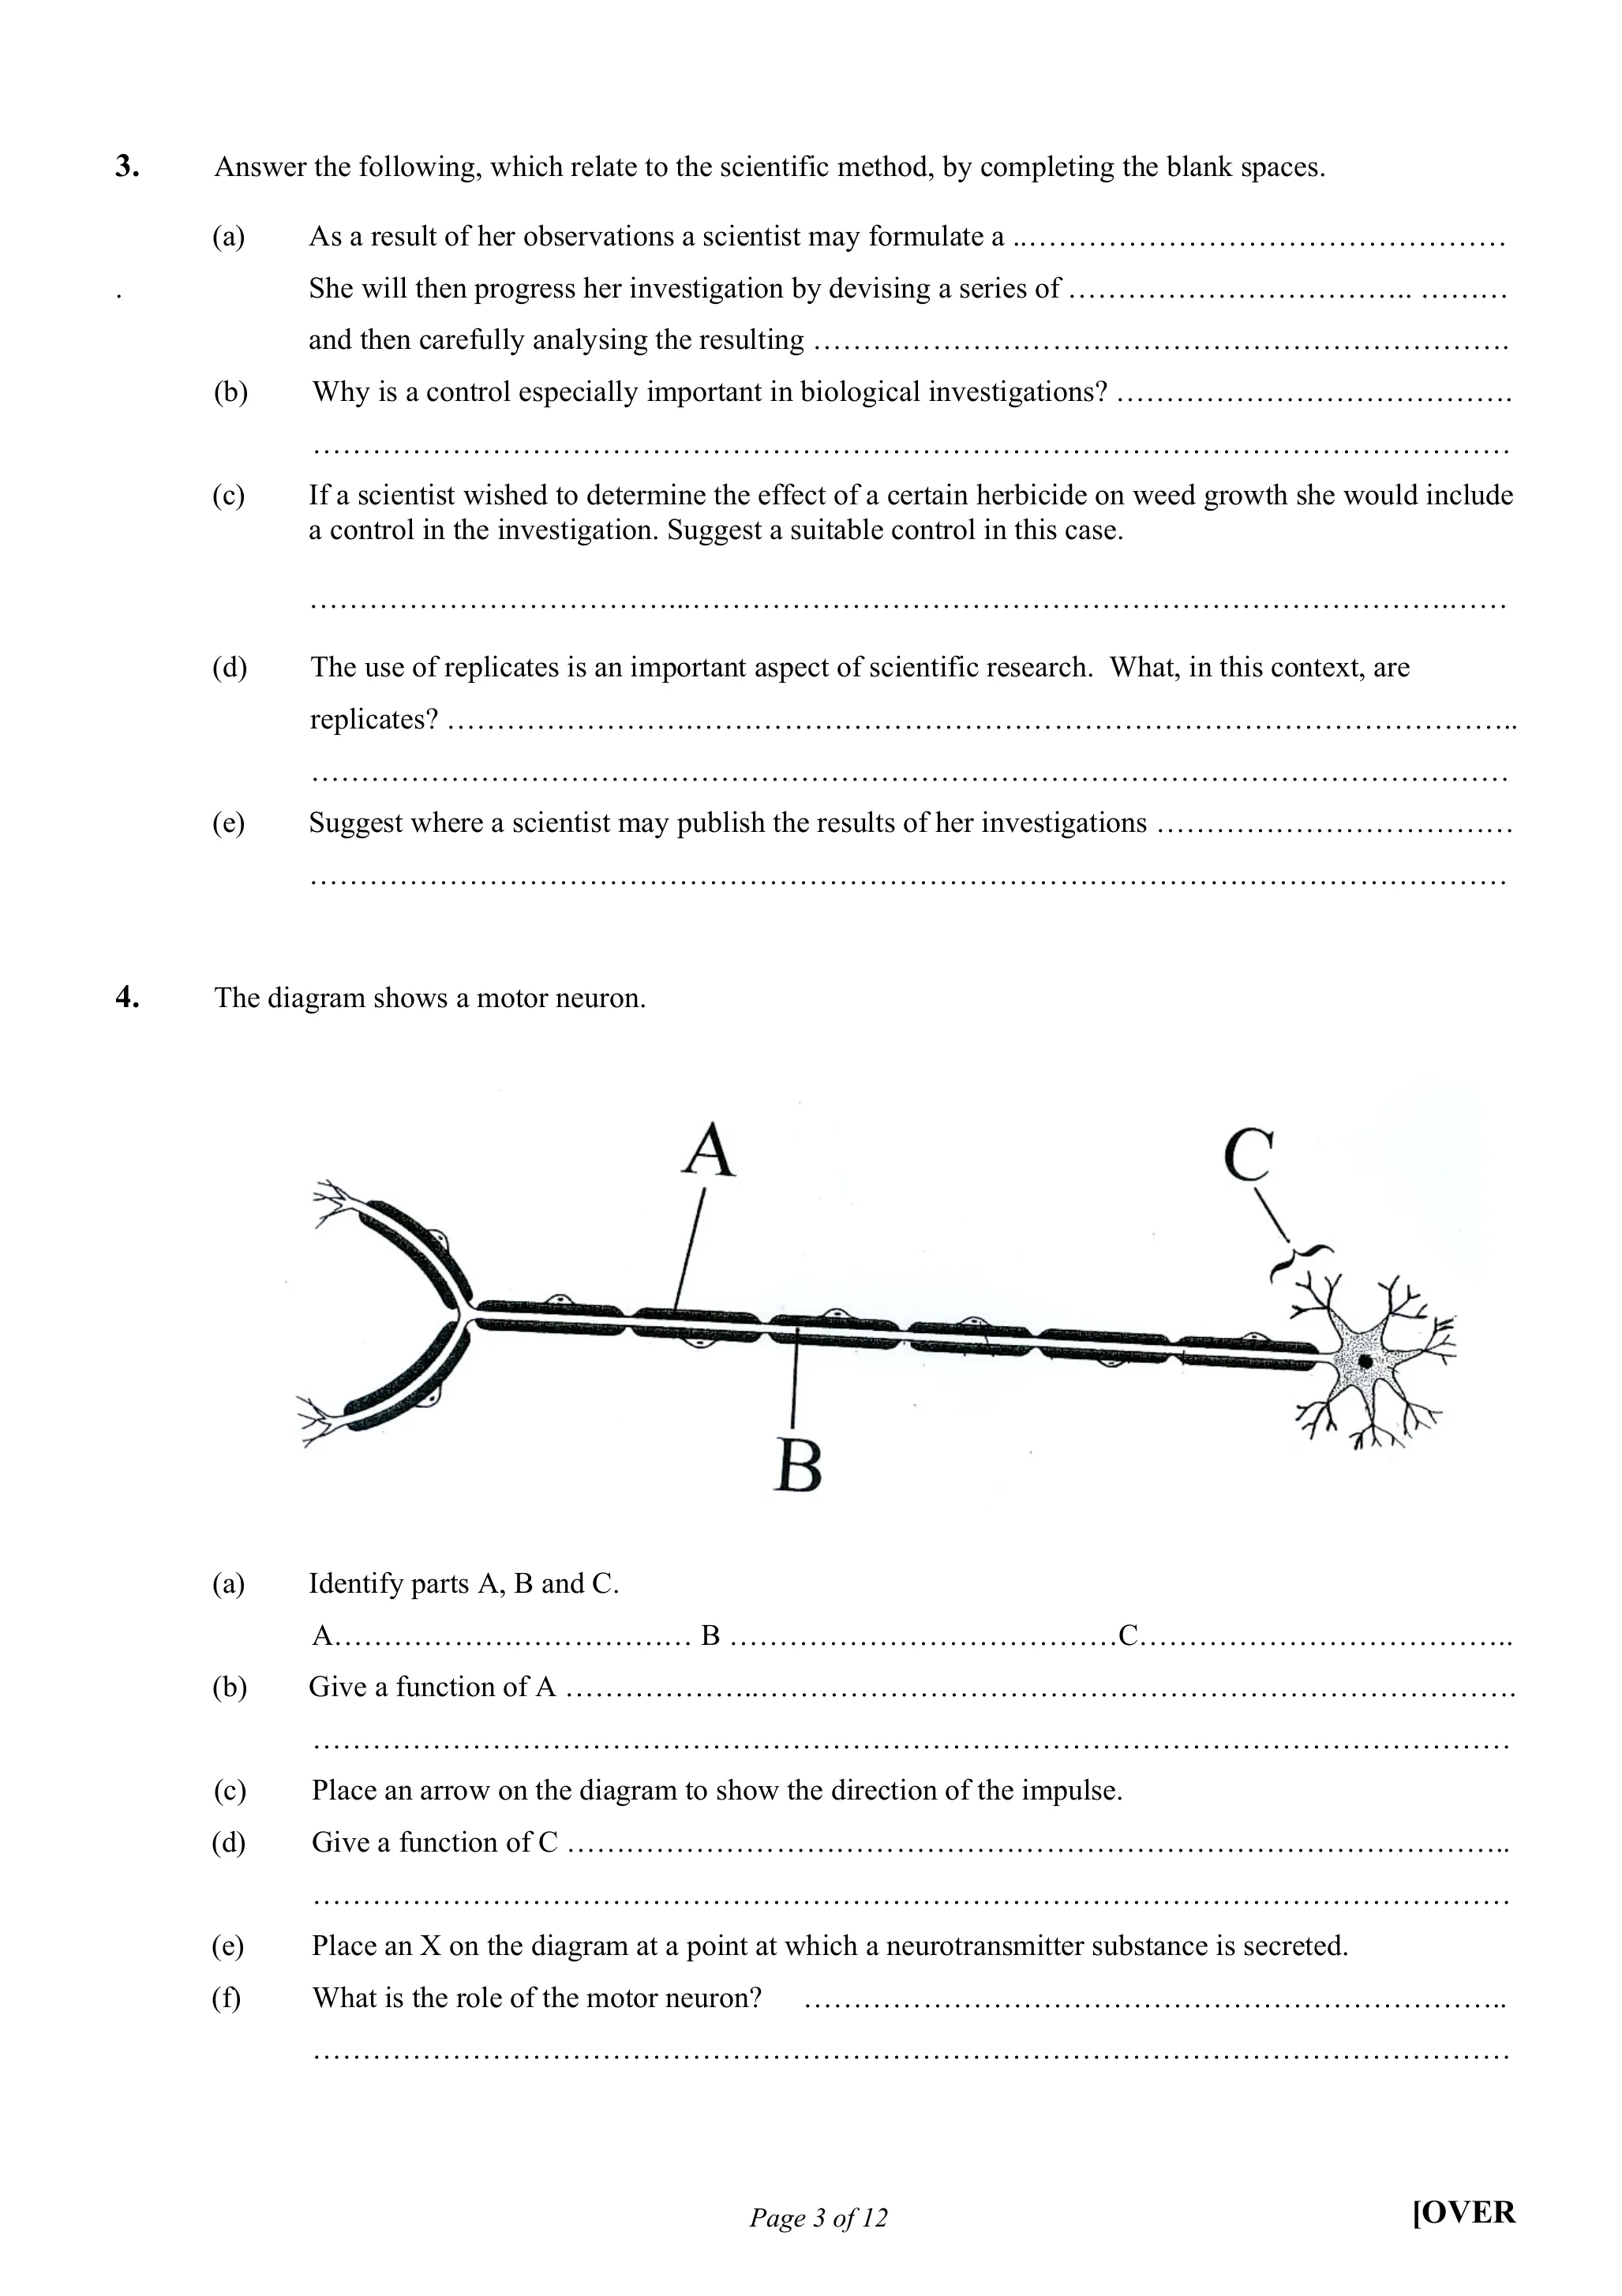 3. Answer the following, which relate to the scientific method, by completing the blank spaces.
(a) As a result of her observations a scientist may formulate a ..………………………………………
. She will then progress her investigation by devising a series of …………………………….. ………
and then carefully analysing the resulting …………………………………………………………….
(b) Why is a control especially important in biological investigations? ………………………………….
……………………………………………………………………………………………………
(c) If a scientist wished to determine the effect of a certain herbicide on weed growth she would include
a control in the investigation. Suggest a suitable control in this case.
………………………………...……………………………………………………………….……
(d) The use of replicates is an important aspect of scientific research. What, in this context, are
replicates? …………………….………………………………………………………………………..
……………………………………………………………………………………………………
(e) Suggest where a scientist may publish the results of her investigations ………………………………
……………………………………………………………………………………………………
4. The diagram shows a motor neuron.
A
C
B
(a) Identify parts A, B and C.
A……………………………… B …………………………………C………………………………..
(b) Give a function of A ………………..………………………………………………………………….
……………………………………………………………………………………………………
(c) Place an arrow on the diagram to show the direction of the impulse.
(d) Give a function of C …………………………………………………………………………………..
……………………………………………………………………………………………………
(e) Place an X on the diagram at a point at which a neurotransmitter substance is secreted.
(f) What is the role of the motor neuron? ……………………………………………………………..
……………………………………………………………………………………………………
Page 3 of 12
[OVER